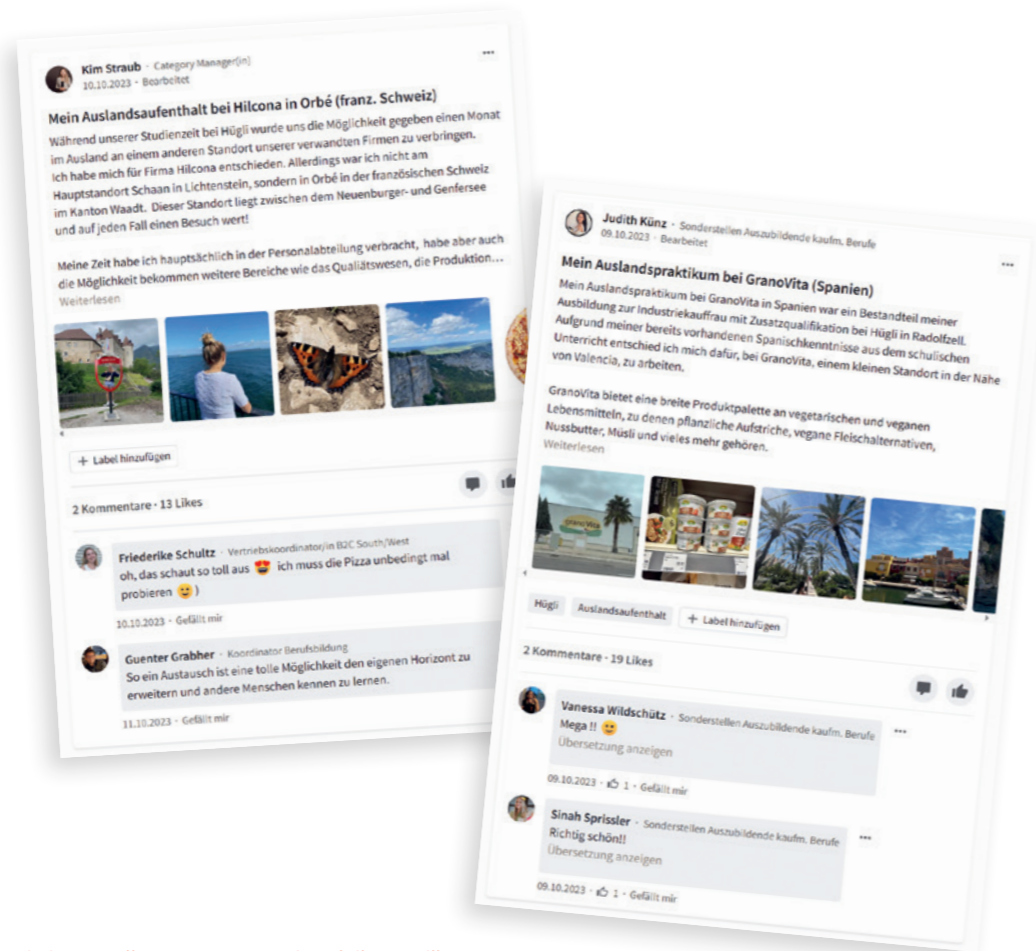 Kim Straub · Category Manager(in)
10.10.2023 · Bearbeitet
Mein Auslandsaufenthalt bei Hilcona in Orbé (franz. Schweiz)
Während unserer Studienzeit bei Hügli wurde uns die Möglichkeit gegeben einen Monat
im Ausland an einem anderen Standort unserer verwandten Firmen zu verbringen.
Ich habe mich für Firma Hilcona entschieden. Allerdings war ich nicht am
Hauptstandort Schaan in Lichtenstein, sondern in Orbé in der französischen Schweiz
im Kanton Waadt. Dieser Standort liegt zwischen dem Neuenburger- und Genfersee
und auf jeden Fall einen Besuch wert!
Meine Zeit habe ich hauptsächlich in der Personalabteilung verbracht, habe aber auch
die Möglichkeit bekommen weitere Bereiche wie das Qualiätswesen, die Produktion...
Weiterlesen
+ Label hinzufügen
2 Kommentare · 13 Likes
Friederike Schultz · Vertriebskoordinator/in B2C South/West
oh, das schaut so toll aus 😍 ich muss die Pizza unbedingt mal
probieren 🙂)
10.10.2023 · Gefällt mir
Guenter Grabher · Koordinator Berufsbildung
So ein Austausch ist eine tolle Möglichkeit den eigenen Horizont zu
erweitern und andere Menschen kennen zu lernen.
11.10.2023 · Gefällt mir
Judith Künz · Sonderstellen Auszubildende kaufm. Berufe
09.10.2023 · Bearbeitet
Mein Auslandspraktikum bei GranoVita (Spanien)
Mein Auslandspraktikum bei GranoVita in Spanien war ein Bestandteil meiner
Ausbildung zur Industriekauffrau mit Zusatzqualifikation bei Hügli in Radolfzell.
Aufgrund meiner bereits vorhandenen Spanischkenntnisse aus dem schulischen
Unterricht entschied ich mich dafür, bei GranoVita, einem kleinen Standort in der Nähe
von Valencia, zu arbeiten.
GranoVita bietet eine breite Produktpalette an vegetarischen und veganen
Lebensmitteln, zu denen pflanzliche Aufstriche, vegane Fleischalternativen,
Nussbutter, Müsli und vieles mehr gehören.
Weiterlesen
granoVita
Hügli Auslandsaufenthalt + Label hinzufügen
2 Kommentare · 19 Likes
Vanessa Wildschütz · Sonderstellen Auszubildende kaufm. Berufe
Mega !! 🙂
Übersetzung anzeigen
09.10.2023 · 1 · Gefällt mir
Sinah Sprissler · Sonderstellen Auszubildende kaufm. Berufe
Richtig schön!!
Übersetzung anzeigen
09.10.2023 · 1 · Gefällt mir